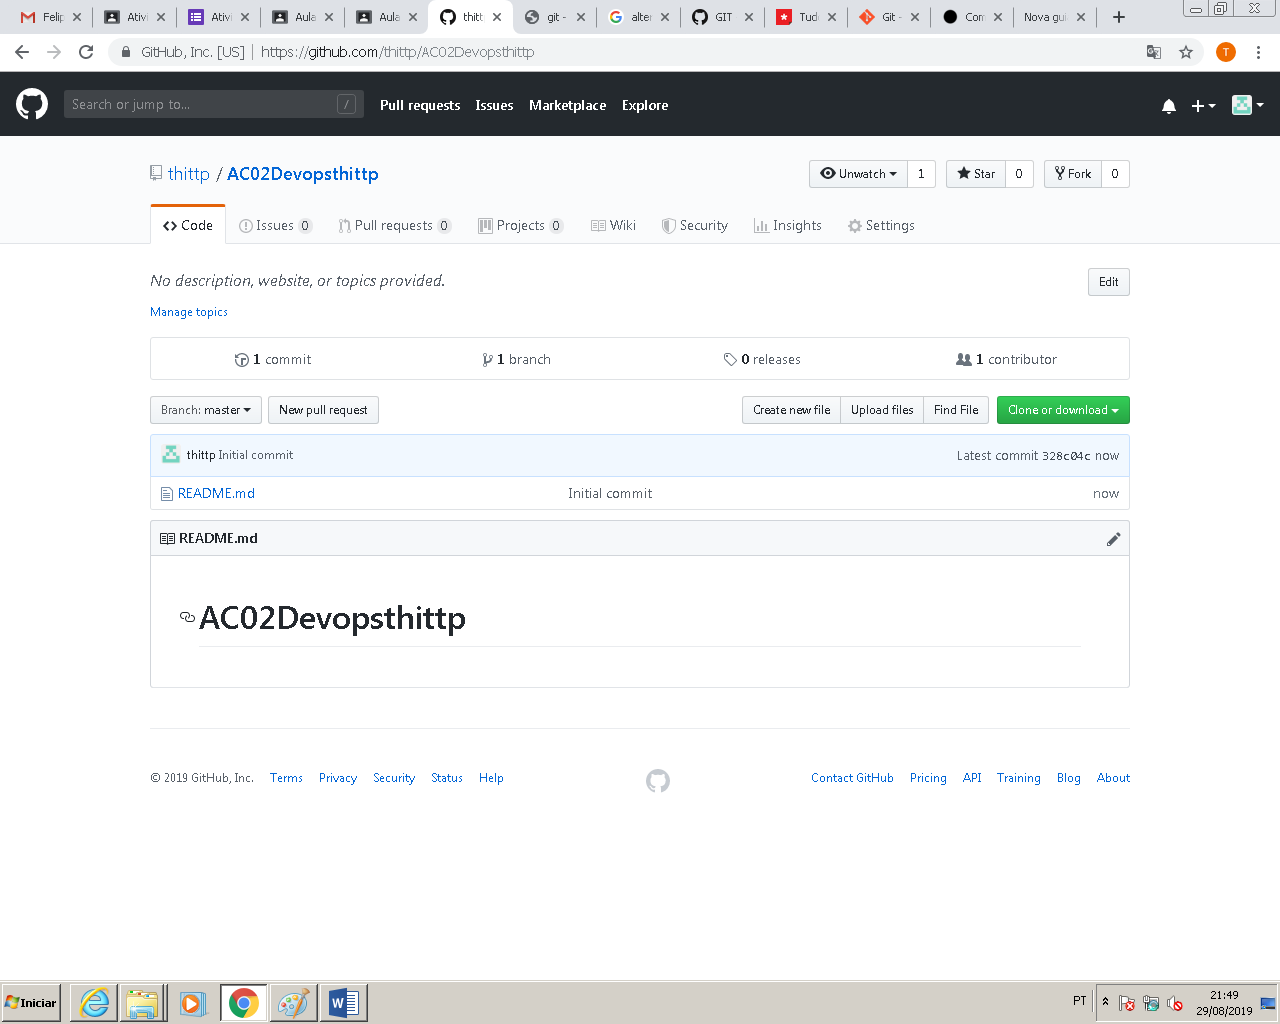 Felip Ativi Ativi Aula Aula thitt git - alter GIT Tud Git - Com Nova gui
GitHub, Inc. [US] | https://github.com/thittp/AC02Devopsthittp
Search or jump to... / Pull requests Issues Marketplace Explore
thittp / AC02Devopsthittp Unwatch 1 Star 0 Fork 0
Code Issues 0 Pull requests 0 Projects 0 Wiki Security Insights Settings
No description, website, or topics provided. Edit
Manage topics
1 commit 1 branch 0 releases 1 contributor
Branch: master New pull request Create new file Upload files Find File Clone or download
thittp Initial commit Latest commit 328c04c now
README.md Initial commit now
README.md
AC02Devopsthittp
© 2019 GitHub, Inc. Terms Privacy Security Status Help Contact GitHub Pricing API Training Blog About
Iniciar PT 21:49
29/08/2019